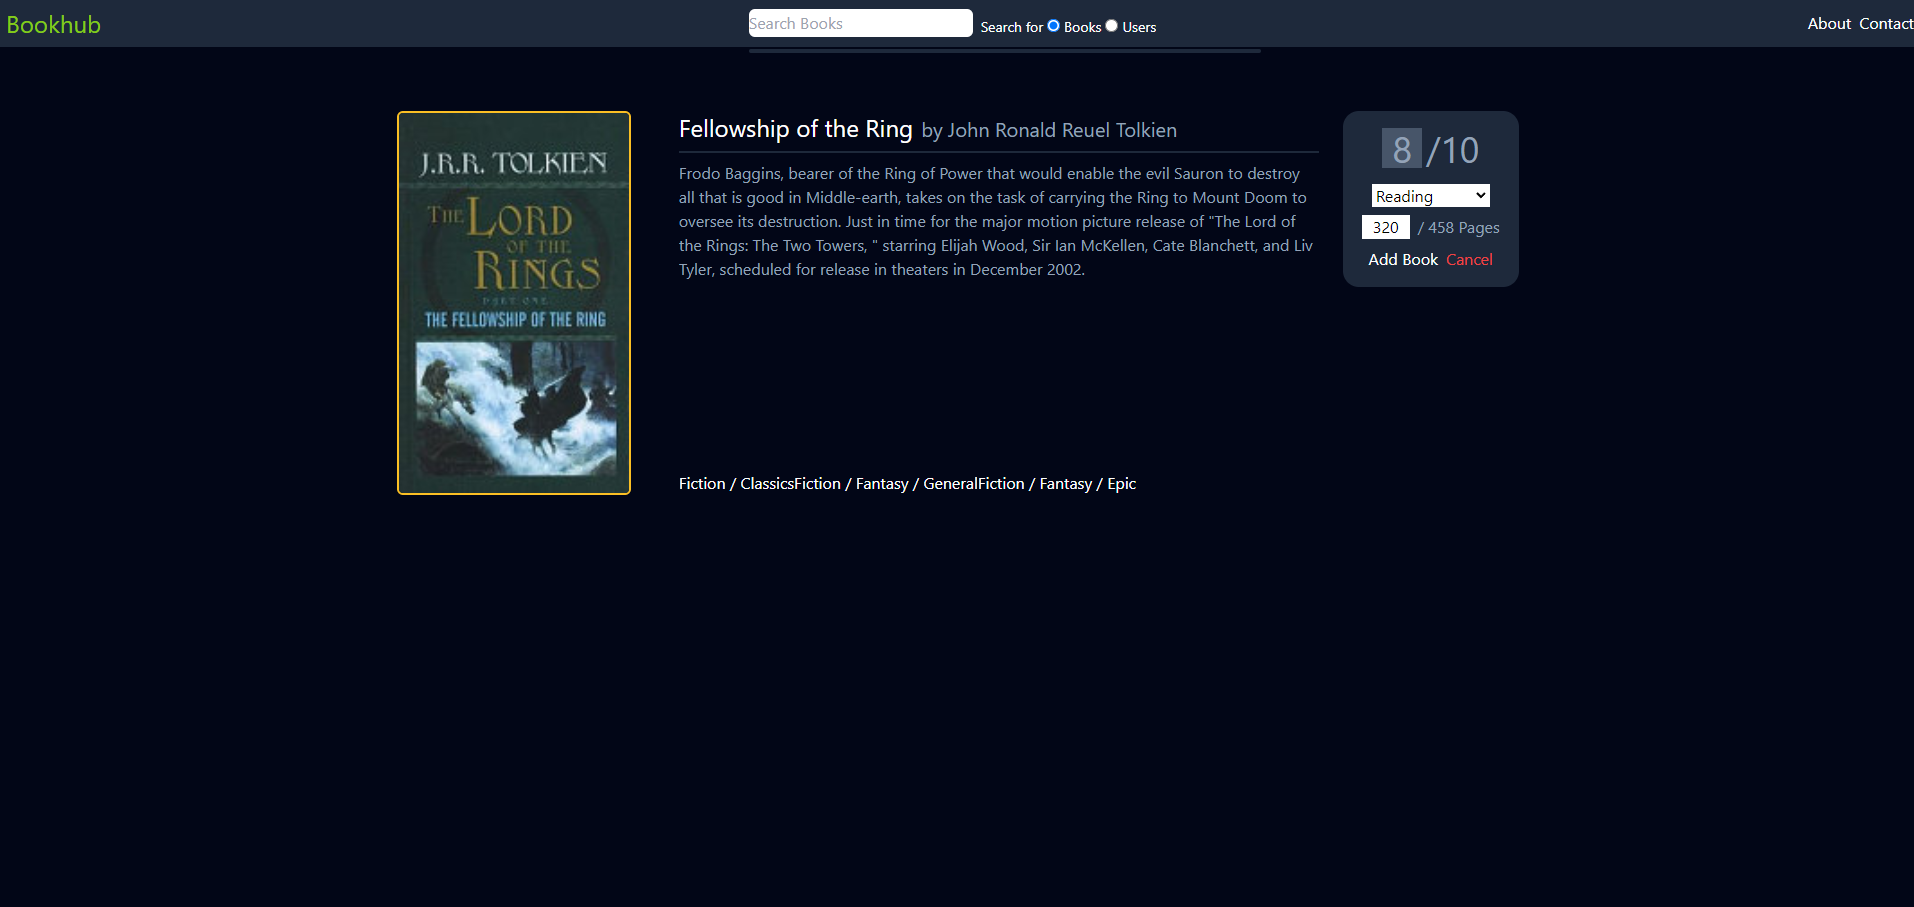 Bookhub
Search Books
Search for Books Users
About Contact
J.R.R. TOLKIEN
THE LORD
OF THE
RINGS
PART ONE
THE FELLOWSHIP OF THE RING
Fellowship of the Ring by John Ronald Reuel Tolkien
Frodo Baggins, bearer of the Ring of Power that would enable the evil Sauron to destroy
all that is good in Middle-earth, takes on the task of carrying the Ring to Mount Doom to
oversee its destruction. Just in time for the major motion picture release of "The Lord of
the Rings: The Two Towers, " starring Elijah Wood, Sir Ian McKellen, Cate Blanchett, and Liv
Tyler, scheduled for release in theaters in December 2002.
Fiction / ClassicsFiction / Fantasy / GeneralFiction / Fantasy / Epic
8 /10
Reading
320 / 458 Pages
Add Book Cancel